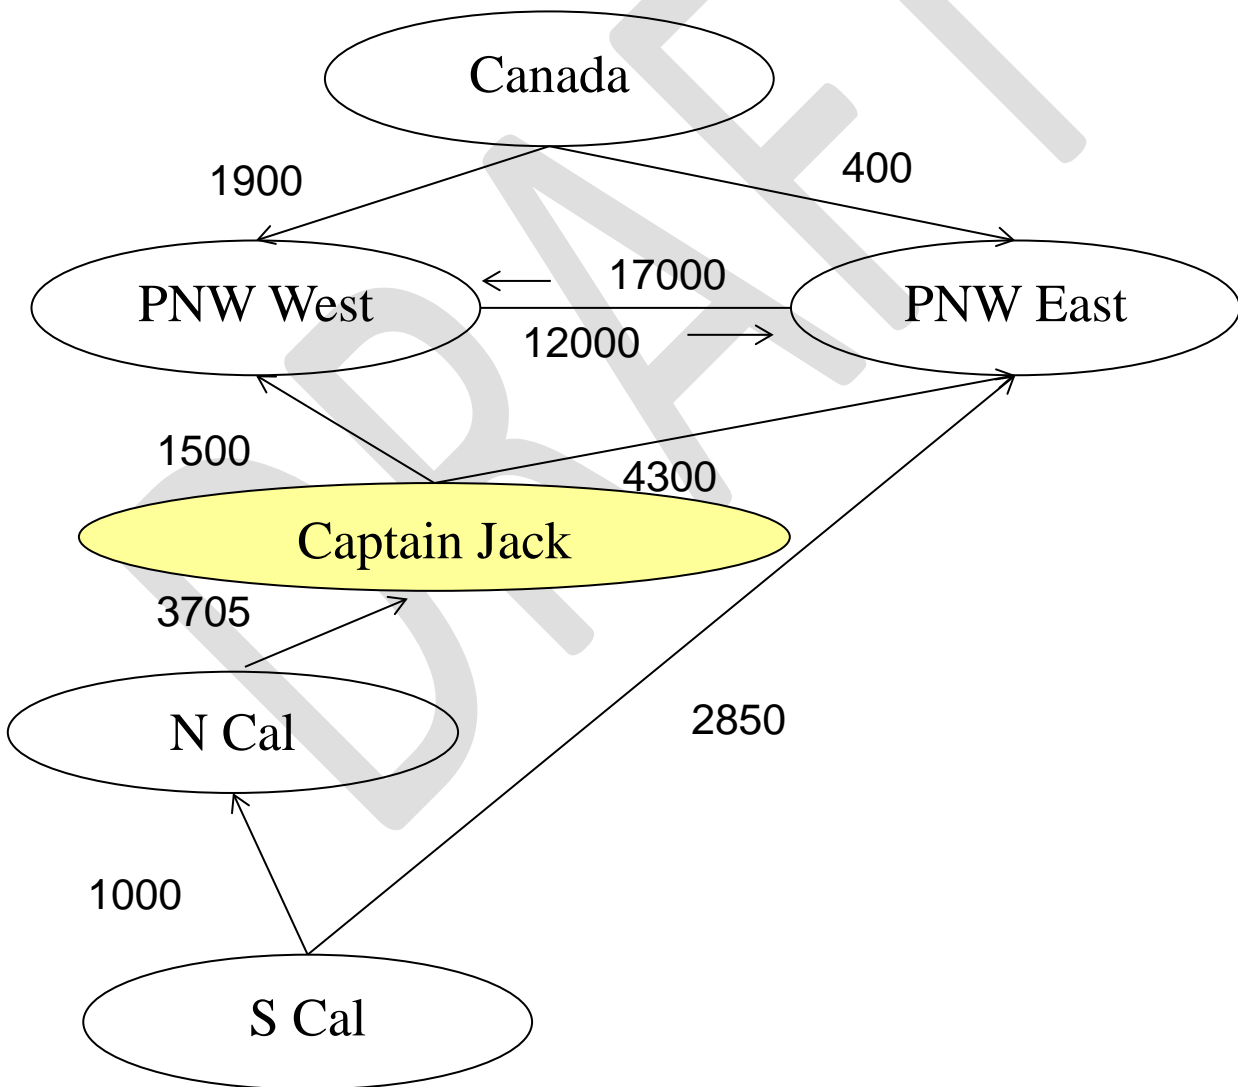 Canada
1900
400
17000
PNW West
PNW East
12000
1500
4300
Captain Jack
3705
N Cal
2850
1000
S Cal
DRAFT